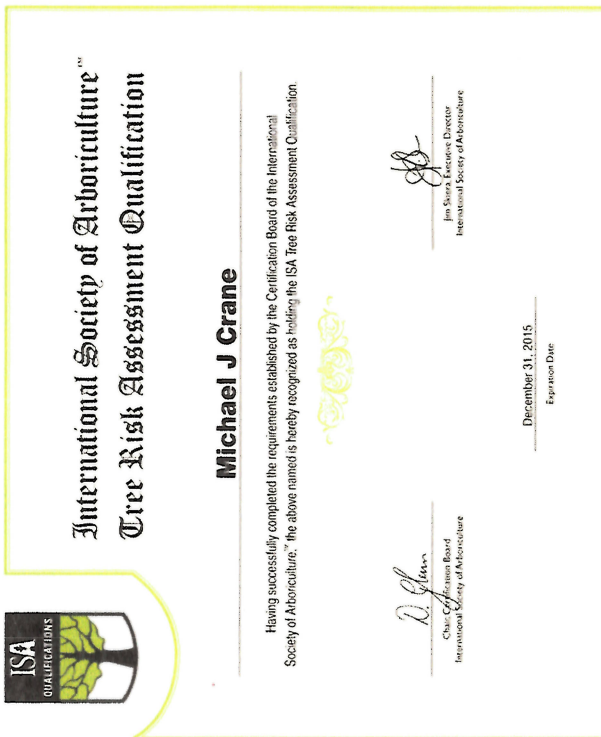 ISA
QUALIFICATIONS
International Society of Arboriculture™
Tree Risk Assessment Qualification
Michael J Crane
Having successfully completed the requirements established by the Certification Board of the International
Society of Arboriculture,™ the above named is hereby recognized as holding the ISA Tree Risk Assessment Qualification.
Chair, Certification Board
International Society of Arboriculture
Jim Skiera Executive Director
International Society of Arboriculture
December 31, 2015
Expiration Date